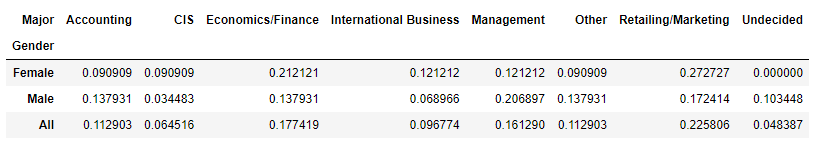 Major Accounting CIS Economics/Finance International Business Management Other Retailing/Marketing Undecided
Gender
Female 0.090909 0.090909 0.212121 0.121212 0.121212 0.090909 0.272727 0.000000
Male 0.137931 0.034483 0.137931 0.068966 0.206897 0.137931 0.172414 0.103448
All 0.112903 0.064516 0.177419 0.096774 0.161290 0.112903 0.225806 0.048387